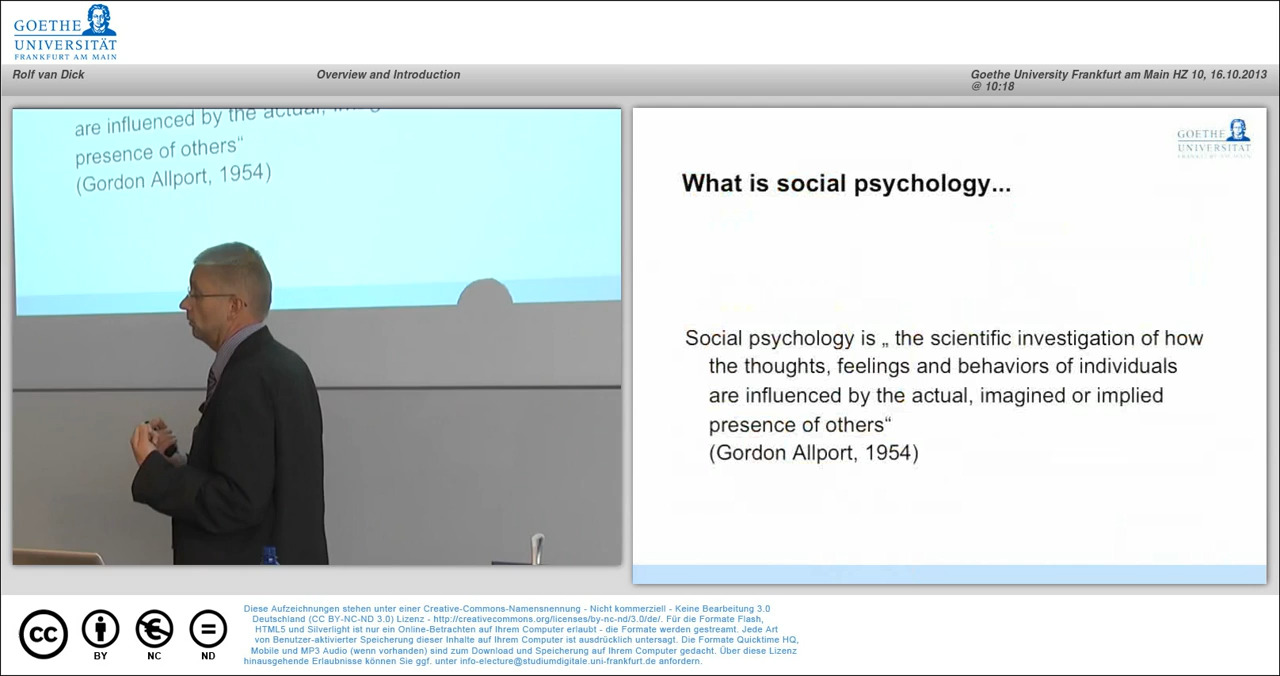 GOETHE
UNIVERSITÄT
FRANKFURT AM MAIN
Rolf van Dick
Overview and Introduction
Goethe University Frankfurt am Main HZ 10, 16.10.2013
@ 10:18
are influenced by the actual,
presence of others“
(Gordon Allport, 1954)
GOETHE
UNIVERSITÄT
What is social psychology...
Social psychology is „ the scientific investigation of how
the thoughts, feelings and behaviors of individuals
are influenced by the actual, imagined or implied
presence of others“
(Gordon Allport, 1954)
cc
BY
NC
ND
Diese Aufzeichnungen stehen unter einer Creative-Commons-Namensnennung - Nicht kommerziell - Keine Bearbeitung 3.0
Deutschland (CC BY-NC-ND 3.0) Lizenz - http://creativecommons.org/licenses/by-nc-nd/3.0/de/. Für die Formate Flash,
HTML5 und Silverlight ist nur ein Online-Betrachten auf Ihrem Computer erlaubt - die Formate werden gestreamt. Jede Art
von Benutzer-aktivierter Speicherung dieser Inhalte auf Ihrem Computer ist ausdrücklich untersagt. Die Formate Quicktime HQ,
Mobile und MP3 Audio (wenn vorhanden) sind zum Download und Speicherung auf Ihrem Computer gedacht. Über diese Lizenz
hinausgehende Erlaubnisse können Sie ggf. unter info-electure@studiumdigitale.uni-frankfurt.de anfordern.